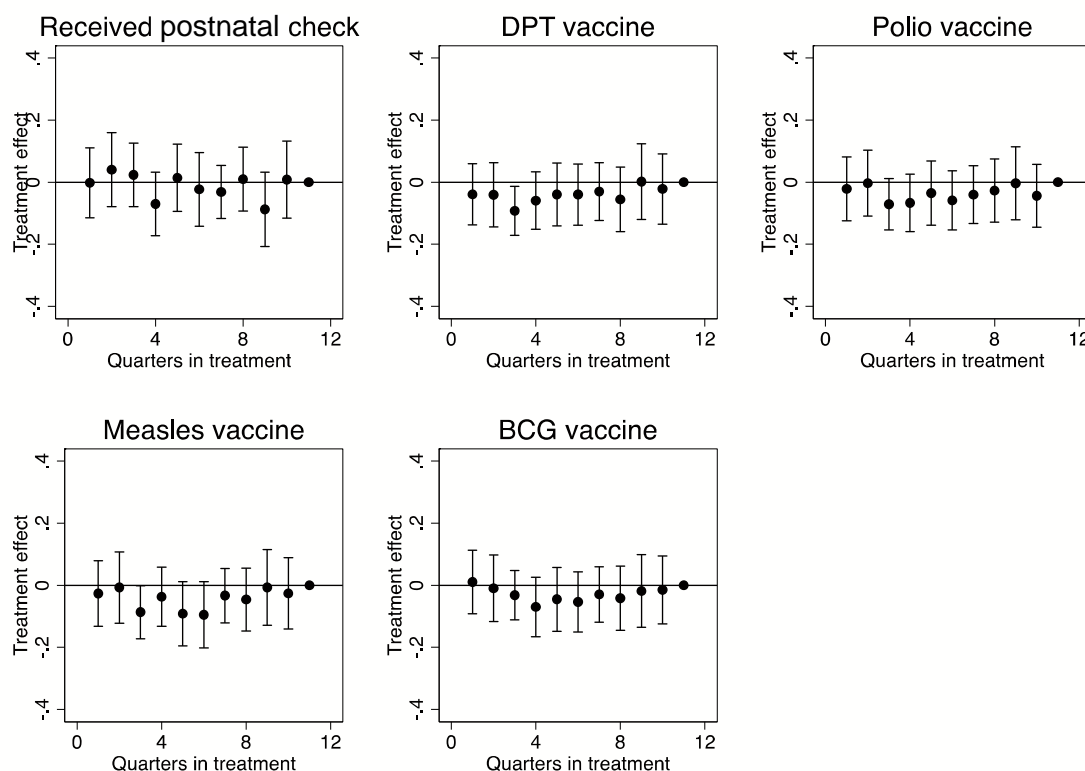 Received postnatal check
Treatment effect
.4
.2
0
-.2
-.4
0 4 8 12
Quarters in treatment
DPT vaccine
Treatment effect
.4
.2
0
-.2
-.4
0 4 8 12
Quarters in treatment
Polio vaccine
Treatment effect
.4
.2
0
-.2
-.4
0 4 8 12
Quarters in treatment
Measles vaccine
Treatment effect
.4
.2
0
-.2
-.4
0 4 8 12
Quarters in treatment
BCG vaccine
Treatment effect
.4
.2
0
-.2
-.4
0 4 8 12
Quarters in treatment